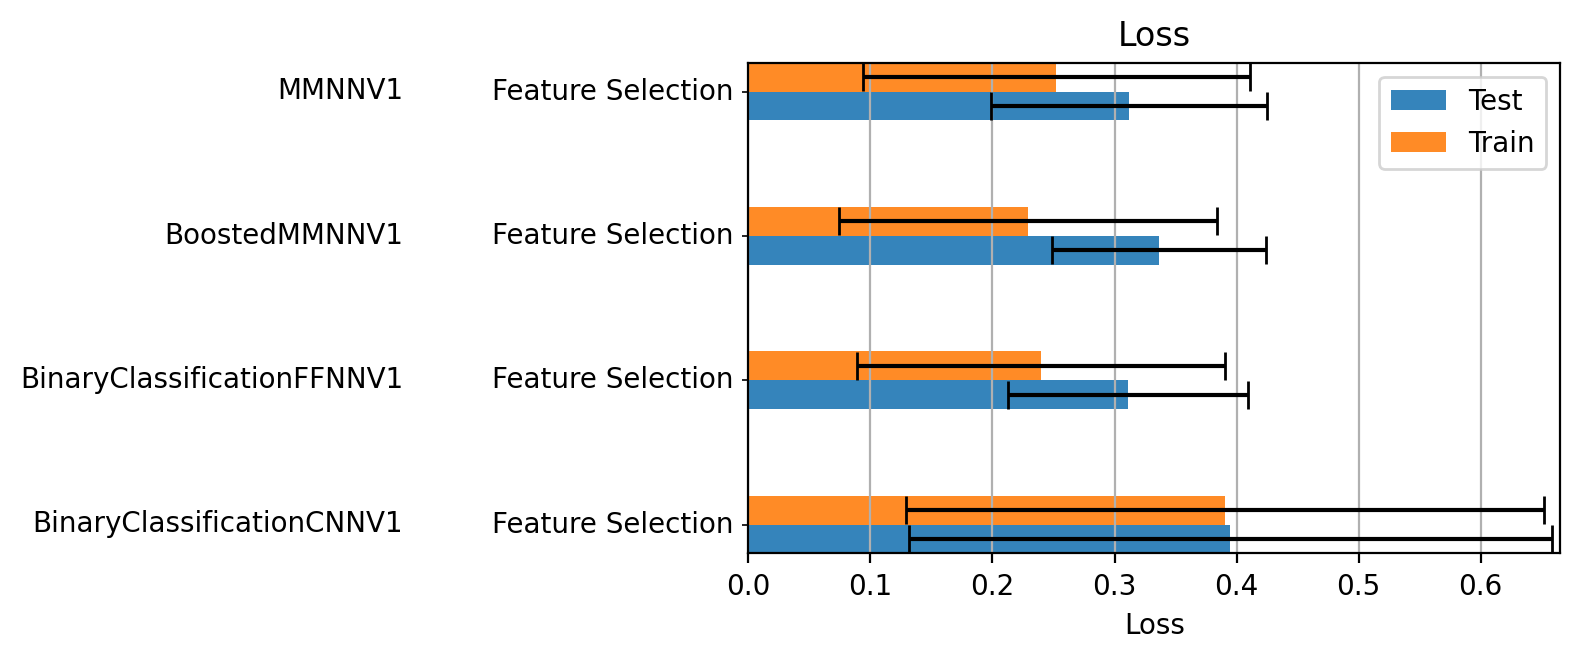 Loss
MMNNV1 Feature Selection
BoostedMMNNV1 Feature Selection
BinaryClassificationFFNNV1 Feature Selection
BinaryClassificationCNNV1 Feature Selection
Test
Train
0.0 0.1 0.2 0.3 0.4 0.5 0.6
Loss